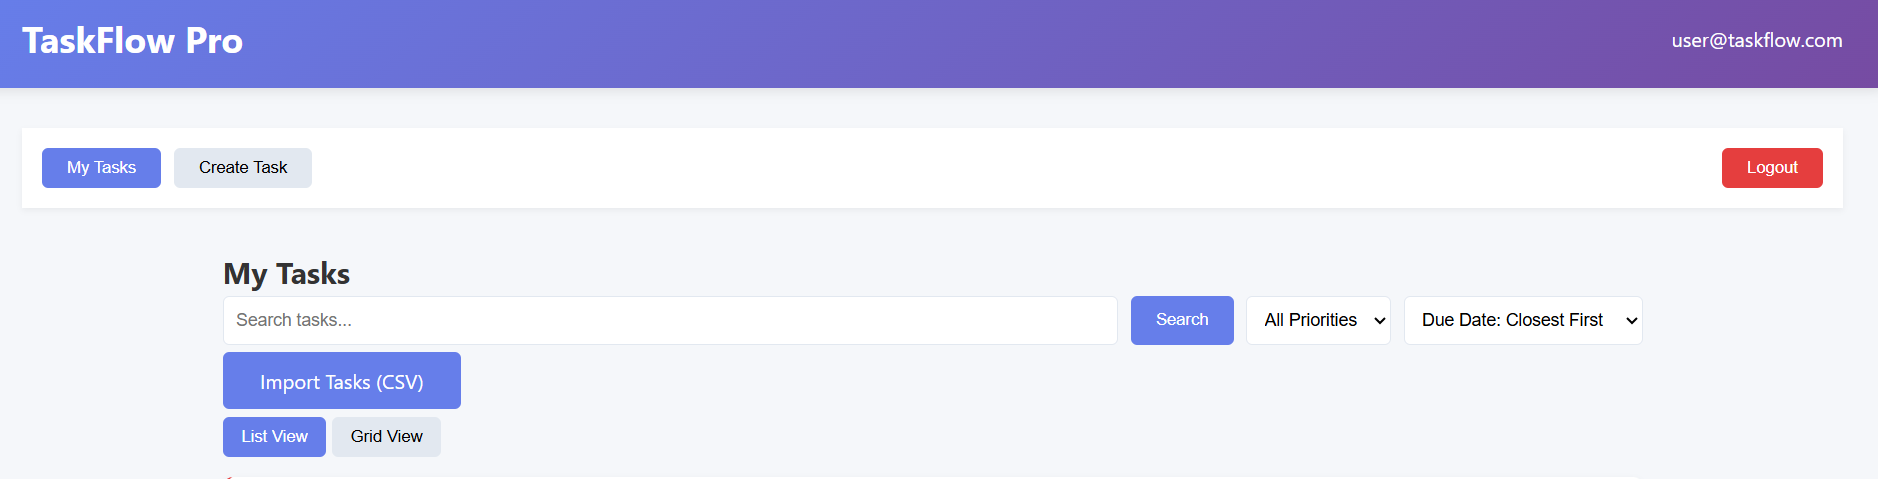 TaskFlow Pro
user@taskflow.com
My Tasks
Create Task
Logout
My Tasks
Search tasks...
Search
All Priorities
Due Date: Closest First
Import Tasks (CSV)
List View
Grid View